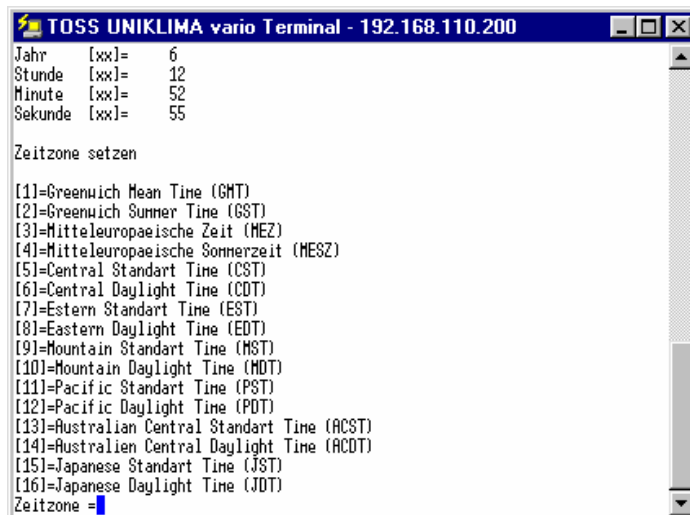 TOSS UNIKLIMA vario Terminal - 192.168.110.200
Jahr [xx]= 6
Stunde [xx]= 12
Minute [xx]= 52
Sekunde [xx]= 55
Zeitzone setzen
[1]=Greenwich Mean Time (GMT)
[2]=Greenwich Summer Time (GST)
[3]=Mitteleuropaeische Zeit (MEZ)
[4]=Mitteleuropaeische Sommerzeit (MESZ)
[5]=Central Standart Time (CST)
[6]=Central Daylight Time (CDT)
[7]=Estern Standart Time (EST)
[8]=Eastern Daylight Time (EDT)
[9]=Mountain Standart Time (MST)
[10]=Mountain Daylight Time (MDT)
[11]=Pacific Standart Time (PST)
[12]=Pacific Daylight Time (PDT)
[13]=Australien Central Standart Time (ACST)
[14]=Australien Central Daylight Time (ACDT)
[15]=Japanese Standart Time (JST)
[16]=Japanese Daylight Time (JDT)
Zeitzone =